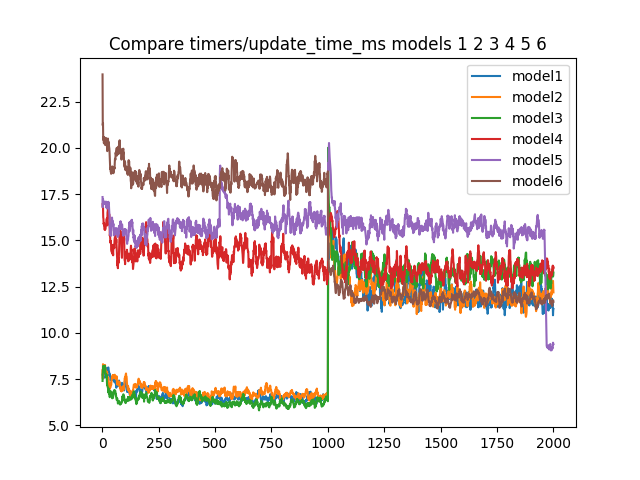 Compare timers/update_time_ms models 1 2 3 4 5 6
22.5
20.0
17.5
15.0
12.5
10.0
7.5
5.0
0 250 500 750 1000 1250 1500 1750 2000
model1
model2
model3
model4
model5
model6